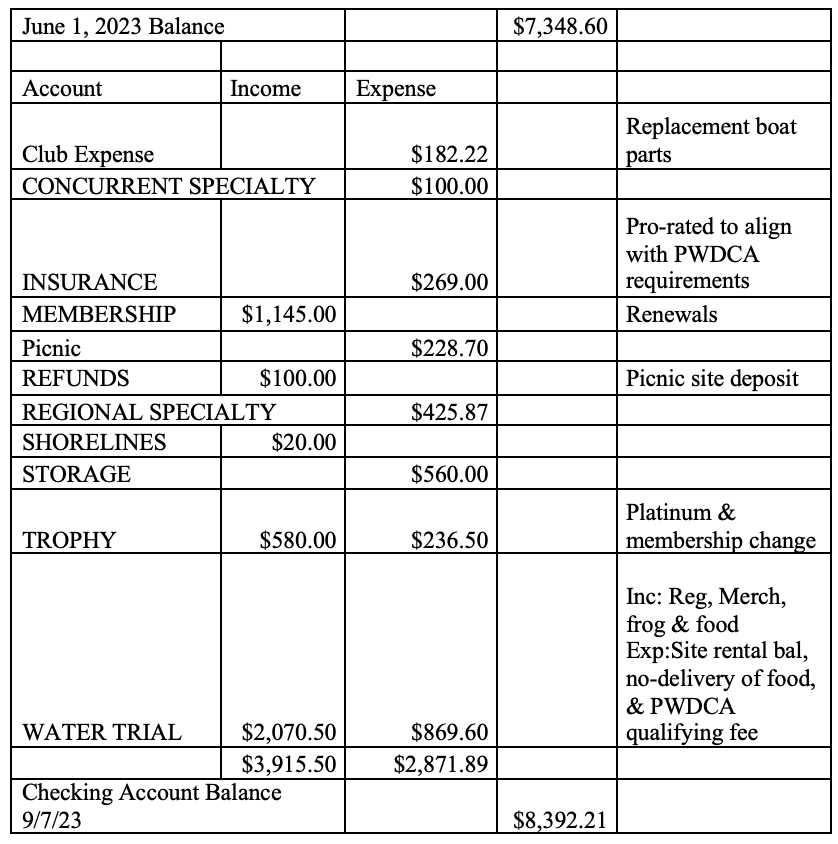 June 1, 2023 Balance $7,348.60
Account Income Expense
Replacement boat
Club Expense $182.22 parts
CONCURRENT SPECIALTY $100.00
Pro-rated to align
with PWDCA
INSURANCE $269.00 requirements
MEMBERSHIP $1,145.00 Renewals
Picnic $228.70
REFUNDS $100.00 Picnic site deposit
REGIONAL SPECIALTY $425.87
SHORELINES $20.00
STORAGE $560.00
Platinum &
TROPHY $580.00 $236.50 membership change
Inc: Reg, Merch,
frog & food
Exp:Site rental bal,
no-delivery of food,
& PWDCA
WATER TRIAL $2,070.50 $869.60 qualifying fee
$3,915.50 $2,871.89
Checking Account Balance
9/7/23 $8,392.21